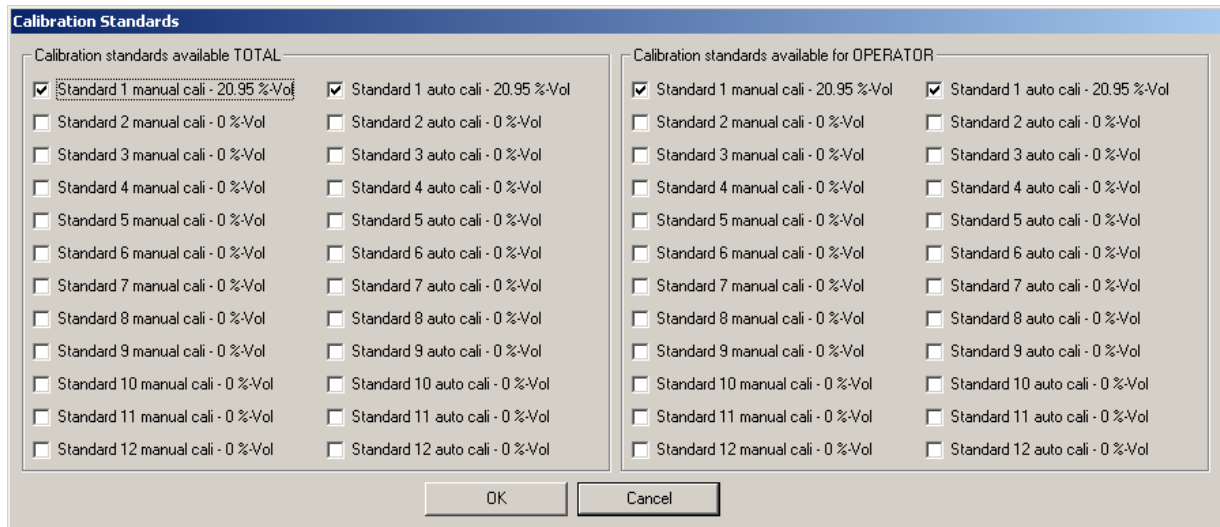 Calibration Standards
Calibration standards available TOTAL
Standard 1 manual cali - 20.95 %-Vol
Standard 1 auto cali - 20.95 %-Vol
Standard 2 manual cali - 0 %-Vol
Standard 2 auto cali - 0 %-Vol
Standard 3 manual cali - 0 %-Vol
Standard 3 auto cali - 0 %-Vol
Standard 4 manual cali - 0 %-Vol
Standard 4 auto cali - 0 %-Vol
Standard 5 manual cali - 0 %-Vol
Standard 5 auto cali - 0 %-Vol
Standard 6 manual cali - 0 %-Vol
Standard 6 auto cali - 0 %-Vol
Standard 7 manual cali - 0 %-Vol
Standard 7 auto cali - 0 %-Vol
Standard 8 manual cali - 0 %-Vol
Standard 8 auto cali - 0 %-Vol
Standard 9 manual cali - 0 %-Vol
Standard 9 auto cali - 0 %-Vol
Standard 10 manual cali - 0 %-Vol
Standard 10 auto cali - 0 %-Vol
Standard 11 manual cali - 0 %-Vol
Standard 11 auto cali - 0 %-Vol
Standard 12 manual cali - 0 %-Vol
Standard 12 auto cali - 0 %-Vol
Calibration standards available for OPERATOR
Standard 1 manual cali - 20.95 %-Vol
Standard 1 auto cali - 20.95 %-Vol
Standard 2 manual cali - 0 %-Vol
Standard 2 auto cali - 0 %-Vol
Standard 3 manual cali - 0 %-Vol
Standard 3 auto cali - 0 %-Vol
Standard 4 manual cali - 0 %-Vol
Standard 4 auto cali - 0 %-Vol
Standard 5 manual cali - 0 %-Vol
Standard 5 auto cali - 0 %-Vol
Standard 6 manual cali - 0 %-Vol
Standard 6 auto cali - 0 %-Vol
Standard 7 manual cali - 0 %-Vol
Standard 7 auto cali - 0 %-Vol
Standard 8 manual cali - 0 %-Vol
Standard 8 auto cali - 0 %-Vol
Standard 9 manual cali - 0 %-Vol
Standard 9 auto cali - 0 %-Vol
Standard 10 manual cali - 0 %-Vol
Standard 10 auto cali - 0 %-Vol
Standard 11 manual cali - 0 %-Vol
Standard 11 auto cali - 0 %-Vol
Standard 12 manual cali - 0 %-Vol
Standard 12 auto cali - 0 %-Vol
OK
Cancel